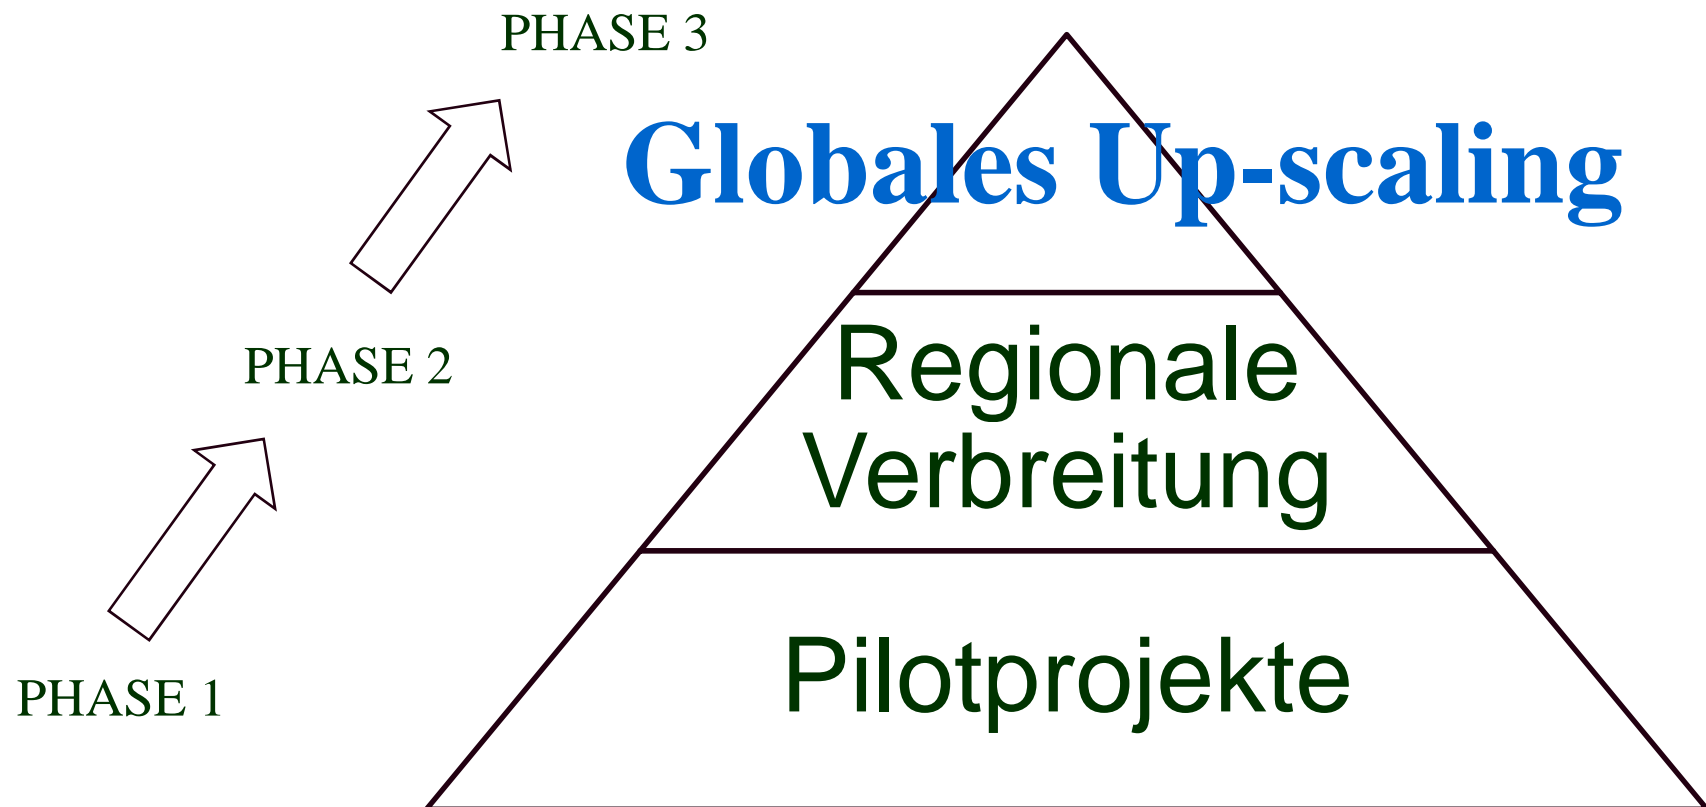 PHASE 3
Globales Up-scaling
PHASE 2
Regionale
Verbreitung
PHASE 1
Pilotprojekte